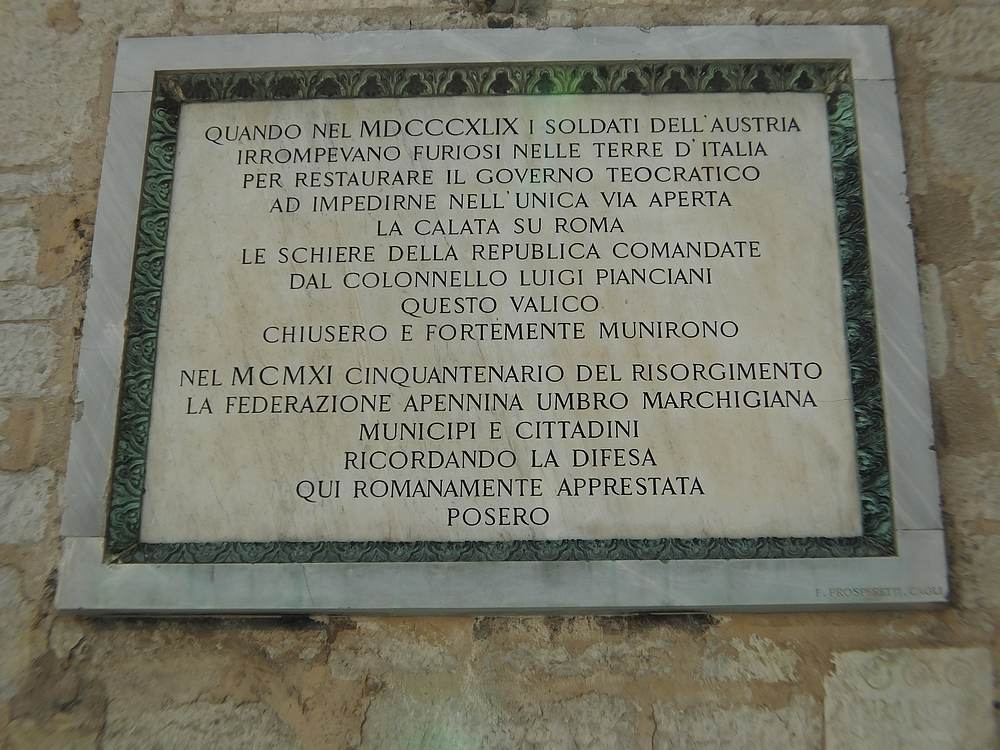 QUANDO NEL MDCCCXLIX I SOLDATI DELL'AUSTRIA
IRROMPEVANO FURIOSI NELLE TERRE D'ITALIA
PER RESTAURARE IL GOVERNO TEOCRATICO
AD IMPEDIRNE NELL'UNICA VIA APERTA
LA CALATA SU ROMA
LE SCHIERE DELLA REPUBLICA COMANDATE
DAL COLONNELLO LUIGI PIANCIANI
QUESTO VALICO
CHIUSERO E FORTEMENTE MUNIRONO
NEL MCMXI CINQUANTENARIO DEL RISORGIMENTO
LA FEDERAZIONE APENNINA UMBRO MARCHIGIANA
MUNICIPI E CITTADINI
RICORDANDO LA DIFESA
QUI ROMANAMENTE APPRESTATA
POSERO
F. PROSPERETTI. CAGLI